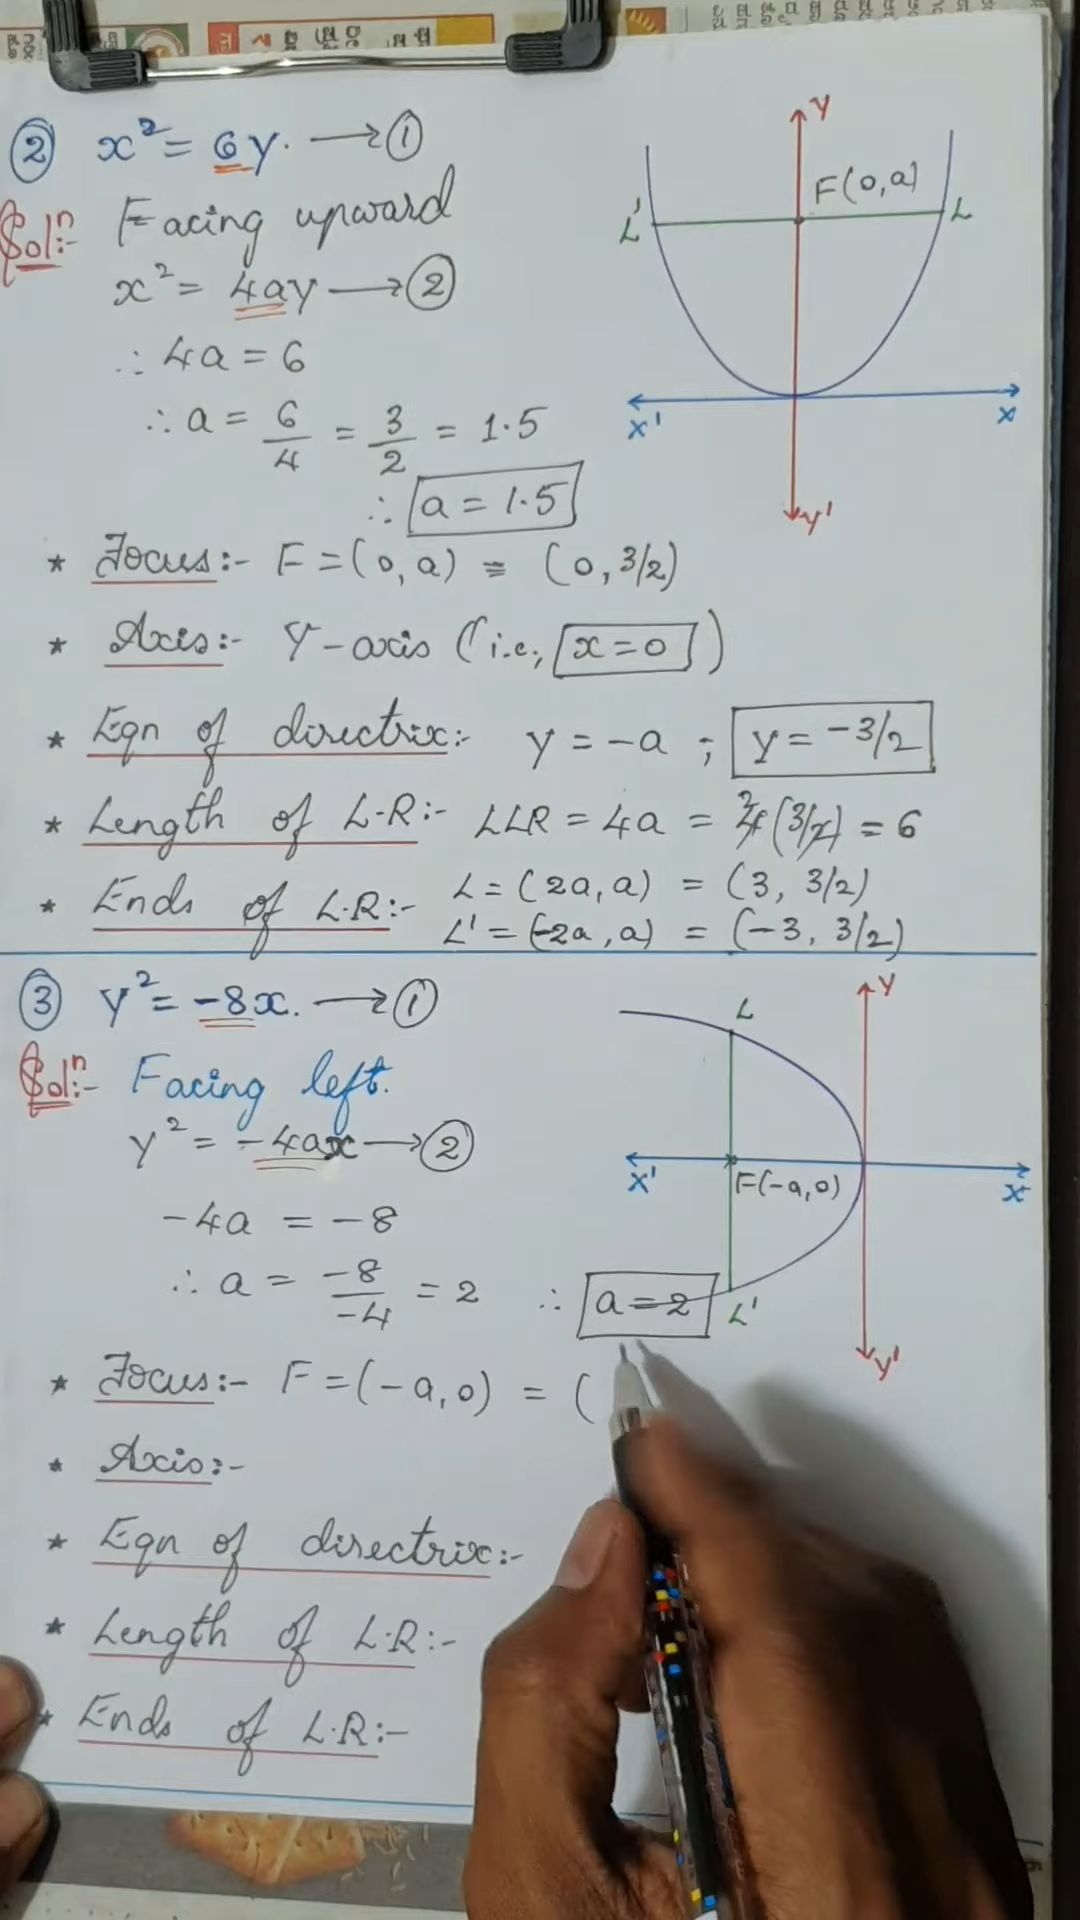 ② x² = 6y. → ①
Solⁿ:- Facing upward
x² = 4ay → ②
∴ 4a = 6
∴ a = 6/4 = 3/2 = 1.5
∴ a = 1.5
Y
F(0,a)
L'
L
X'
X
Y'
* Focus:- F = (0, a) = (0, 3/2)
* Axis:- Y-axis (i.e., x = 0)
* Eqn of directrix:- y = -a ; y = -3/2
* Length of L.R:- LLR = 4a = 4(3/2) = 6
* Ends of L.R:- L = (2a, a) = (3, 3/2)
L' = (-2a, a) = (-3, 3/2)
③ y² = -8x. → ①
Solⁿ:- Facing left.
y² = -4ax → ②
-4a = -8
∴ a = -8/-4 = 2 ∴ a = 2
Y
L
X'
F(-a,0)
X
L'
Y'
* Focus:- F = (-a, 0) = (
* Axis:-
* Eqn of directrix:-
* Length of L.R:-
* Ends of L.R:-